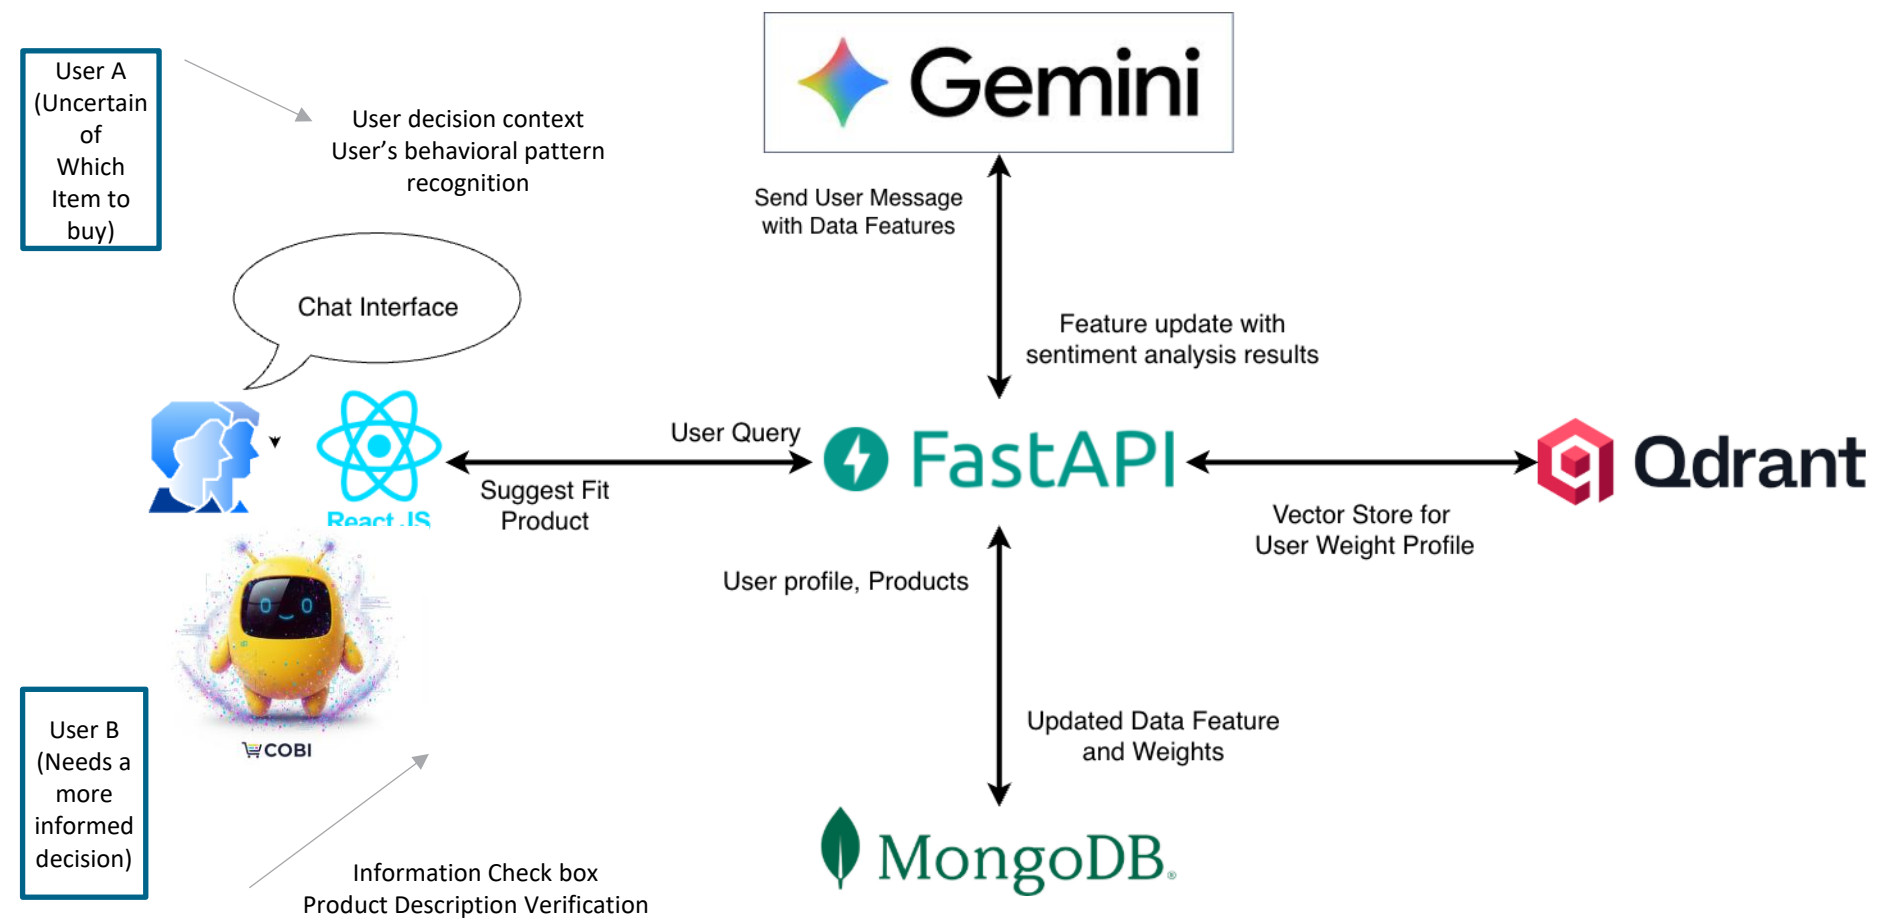 Gemini
User A
(Uncertain
of
Which
Item to
buy)
User decision context
User's behavioral pattern
recognition
Send User Message
with Data Features
Chat Interface
Feature update with
sentiment analysis results
User Query
FastAPI
Qdrant
Suggest Fit
Product
React JS
Vector Store for
User Weight Profile
User profile, Products
COBI
User B
(Needs a
more
informed
decision)
Updated Data Feature
and Weights
MongoDB®
Information Check box
Product Description Verification